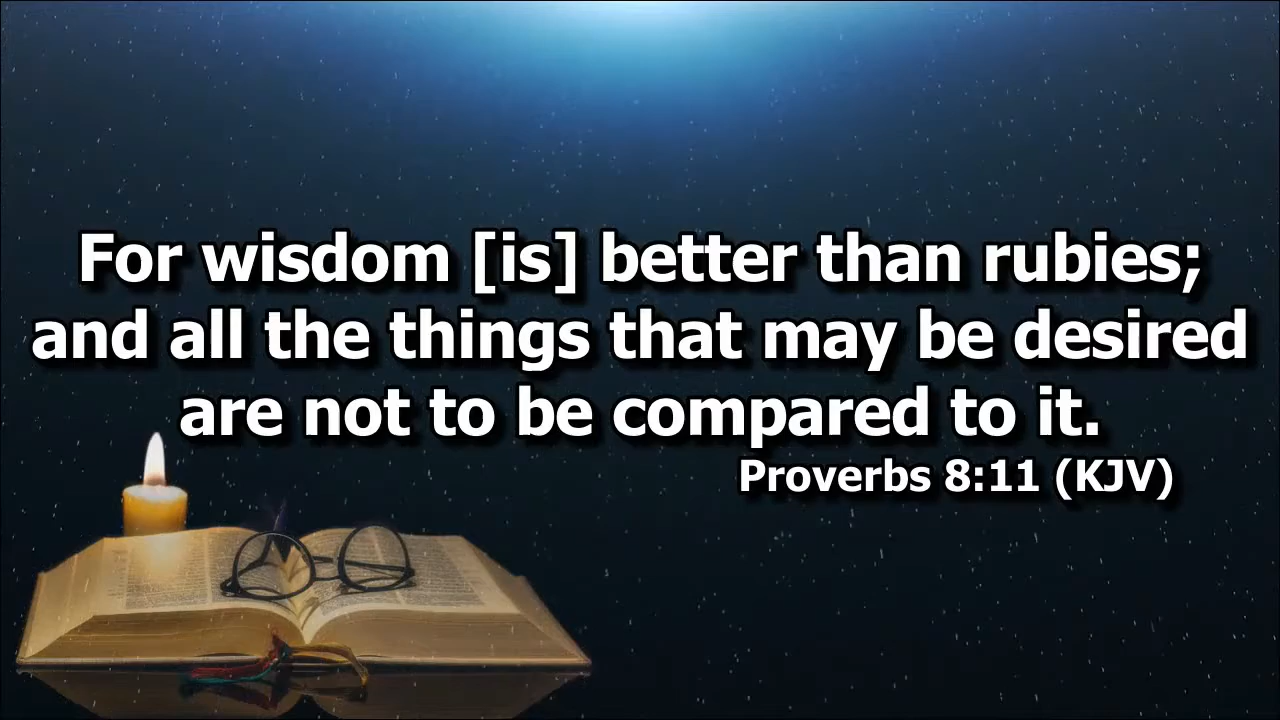 For wisdom [is] better than rubies;
and all the things that may be desired
are not to be compared to it.
Proverbs 8:11 (KJV)